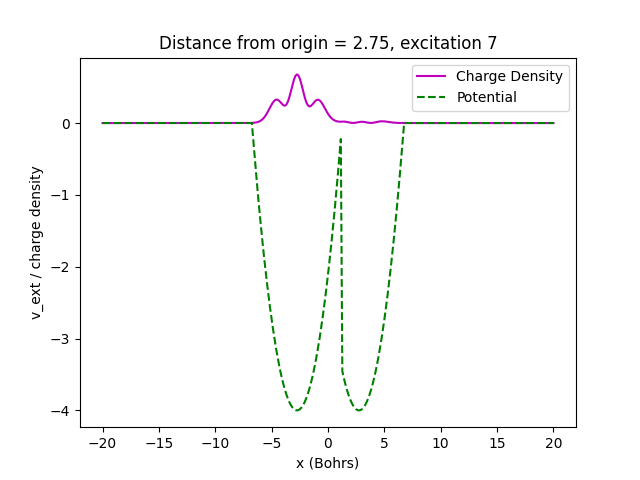 Distance from origin = 2.75, excitation 7
Charge Density
Potential
v_ext / charge density
0
−1
−2
−3
−4
−20
−15
−10
−5
0
5
10
15
20
x (Bohrs)